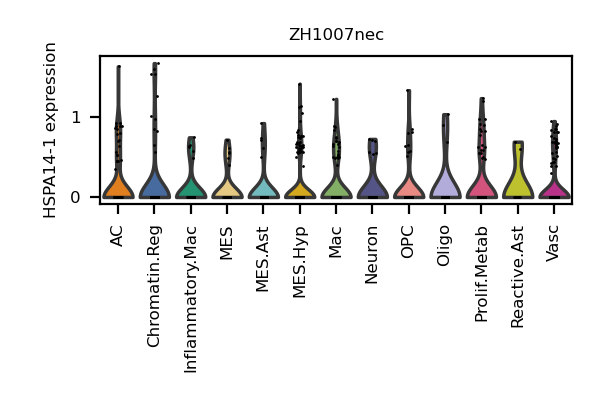 ZH1007nec
HSPA14-1 expression
1
0
AC
Chromatin.Reg
Inflammatory.Mac
MES
MES.Ast
MES.Hyp
Mac
Neuron
OPC
Oligo
Prolif.Metab
Reactive.Ast
Vasc